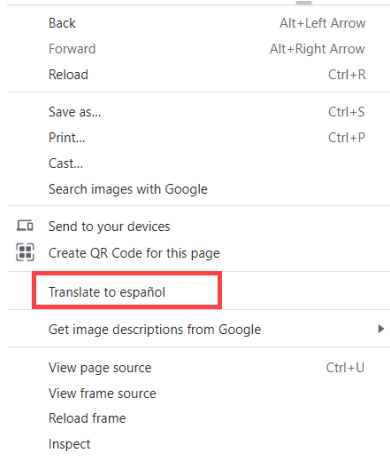 Back Alt+Left Arrow
Forward Alt+Right Arrow
Reload Ctrl+R
Save as... Ctrl+S
Print... Ctrl+P
Cast...
Search images with Google
Send to your devices
Create QR Code for this page
Translate to español
Get image descriptions from Google
View page source Ctrl+U
View frame source
Reload frame
Inspect